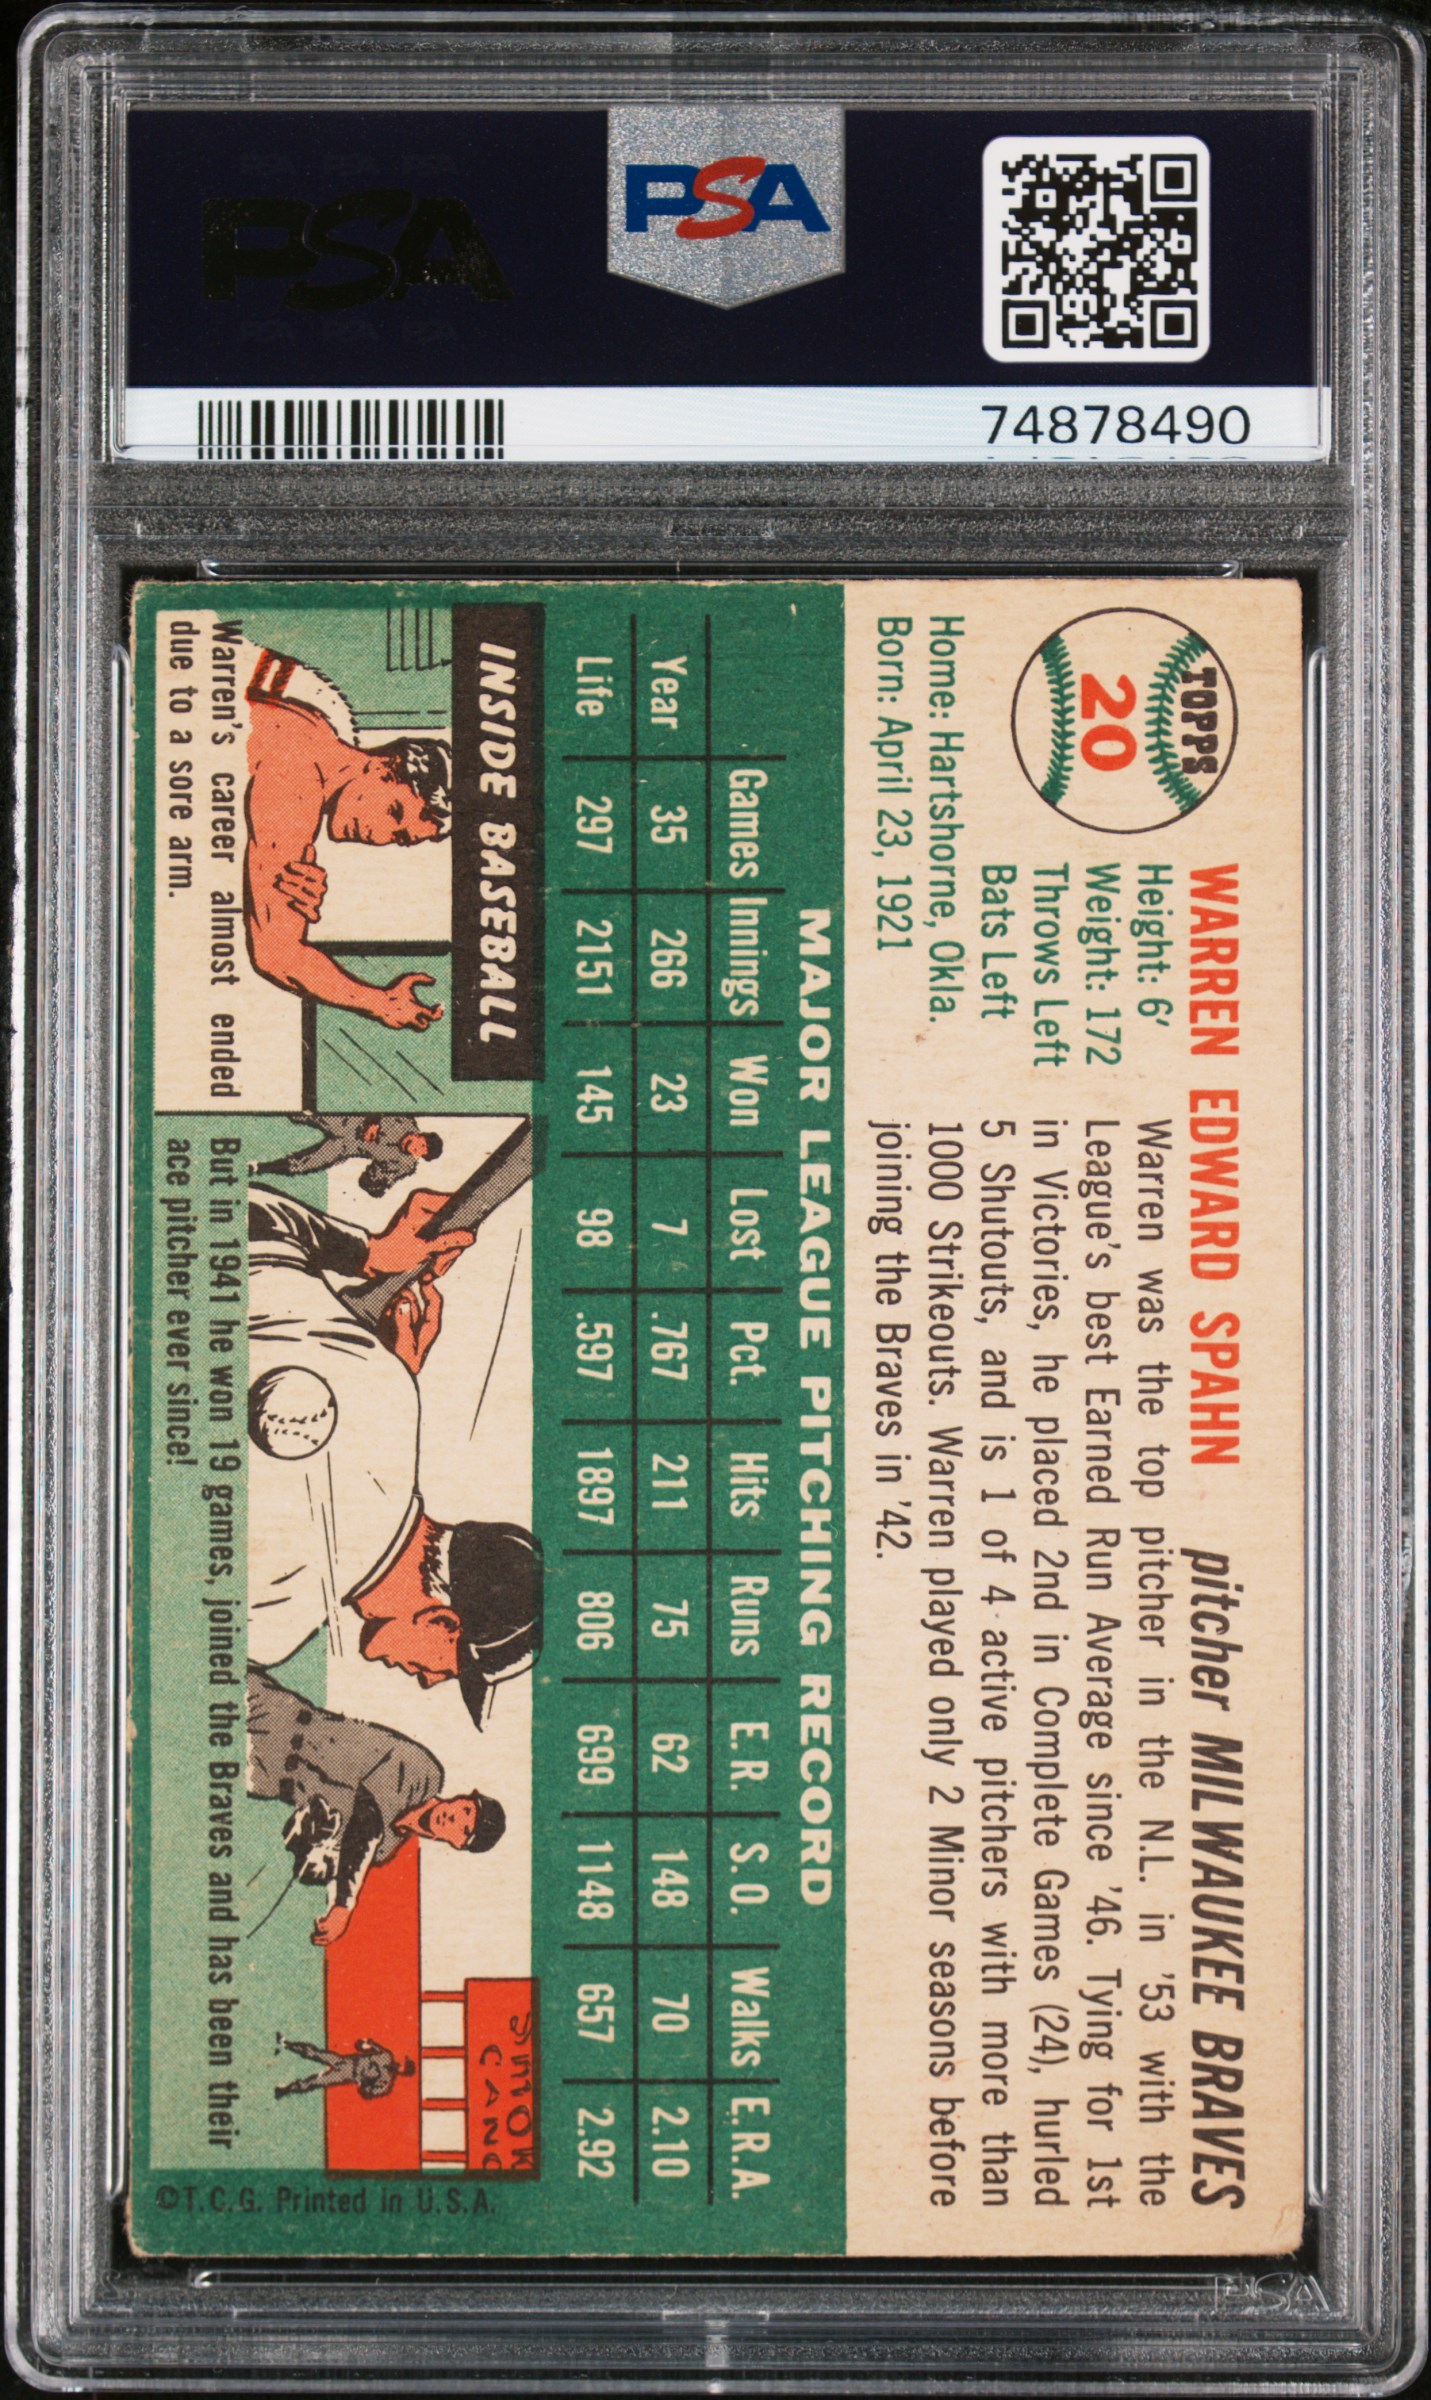 PSA
PSA
74878490
TOPPS
20
WARREN EDWARD SPAHN pitcher MILWAUKEE BRAVES
Height: 6'
Weight: 172
Throws Left
Bats Left
Home: Hartshorne, Okla.
Born: April 23, 1921
Warren was the top pitcher in the N.L. in '53 with the
League's best Earned Run Average since '46. Tying for 1st
in Victories, he placed 2nd in Complete Games (24), hurled
5 Shutouts, and is 1 of 4 active pitchers with more than
1000 Strikeouts. Warren played only 2 Minor seasons before
joining the Braves in '42.
MAJOR LEAGUE PITCHING RECORD
Games Innings Won Lost Pct. Hits Runs E. R. S. O. Walks E.R.A.
Year 35 266 23 7 .767 211 75 62 148 70 2.10
Life 297 2151 145 98 .597 1897 806 699 1148 657 2.92
INSIDE BASEBALL
Warren's career almost ended
due to a sore arm.
SMOK
CANC
But in 1941 he won 19 games, joined the Braves and has been their
ace pitcher ever since!
©T.C.G. Printed in U.S.A.
PSA